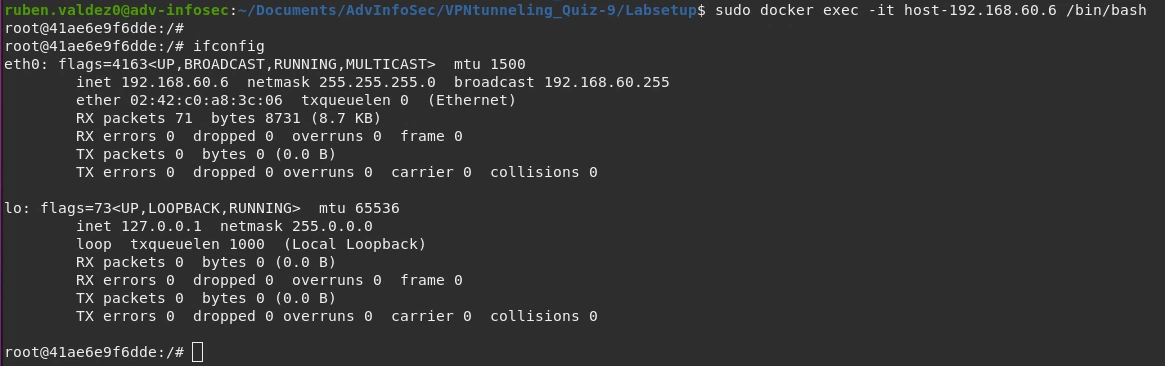 ruben.valdez0@adv-infosec:~/Documents/AdvInfoSec/VPNtunneling_Quiz-9/Labsetup$ sudo docker exec -it host-192.168.60.6 /bin/bash
root@41ae6e9f6dde:/#
root@41ae6e9f6dde:/# ifconfig
eth0: flags=4163<UP,BROADCAST,RUNNING,MULTICAST>  mtu 1500
        inet 192.168.60.6  netmask 255.255.255.0  broadcast 192.168.60.255
        ether 02:42:c0:a8:3c:06  txqueuelen 0  (Ethernet)
        RX packets 71  bytes 8731 (8.7 KB)
        RX errors 0  dropped 0  overruns 0  frame 0
        TX packets 0  bytes 0 (0.0 B)
        TX errors 0  dropped 0 overruns 0  carrier 0  collisions 0

lo: flags=73<UP,LOOPBACK,RUNNING>  mtu 65536
        inet 127.0.0.1  netmask 255.0.0.0
        loop  txqueuelen 1000  (Local Loopback)
        RX packets 0  bytes 0 (0.0 B)
        RX errors 0  dropped 0  overruns 0  frame 0
        TX packets 0  bytes 0 (0.0 B)
        TX errors 0  dropped 0 overruns 0  carrier 0  collisions 0

root@41ae6e9f6dde:/#